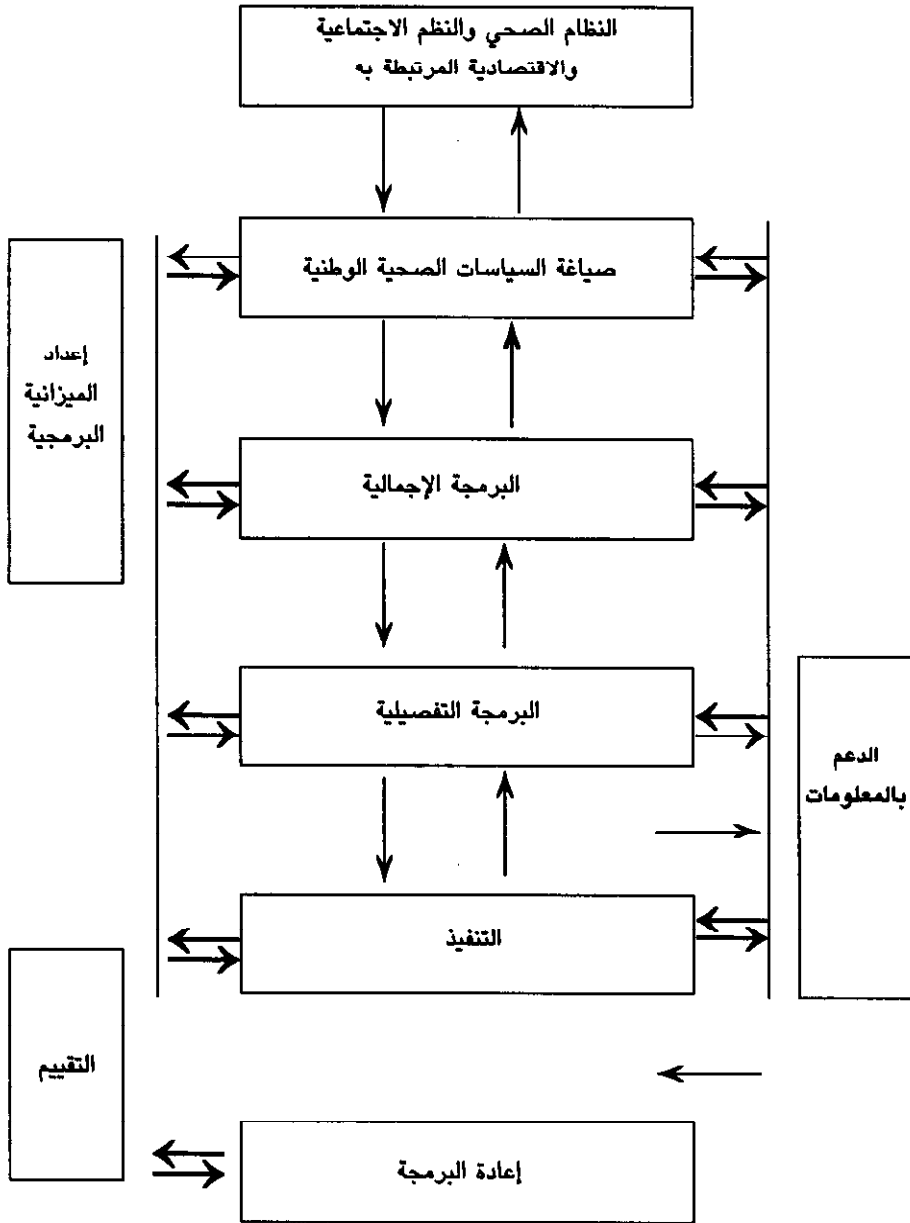 النظام الصحي والنظم الاجتماعية
والاقتصادية المرتبطة به
صياغة السياسات الصحية الوطنية
إعداد
الميزانية
البرمجية
البرمجة الإجمالية
البرمجة التفصيلية
الدعم
بالمعلومات
التنفيذ
التقييم
إعادة البرمجة